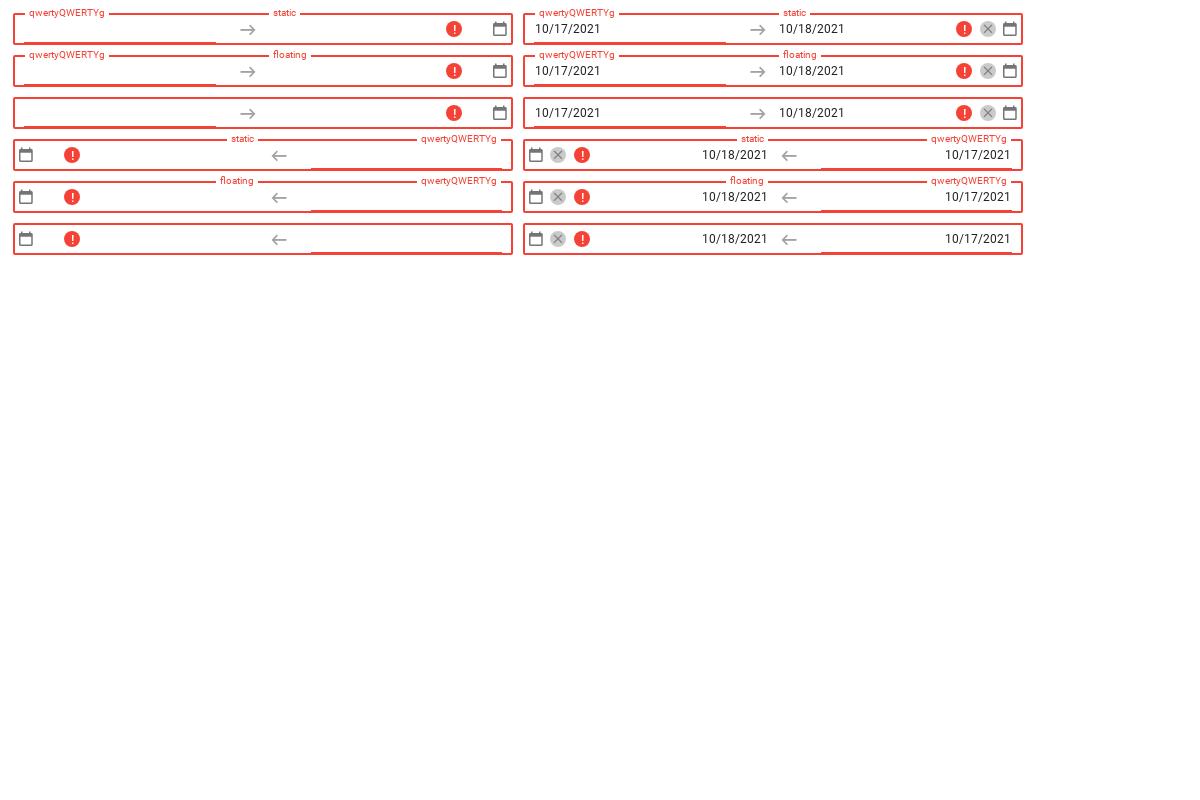 qwertyQWERTYg static qwertyQWERTYg static
10/17/2021 10/18/2021
qwertyQWERTYg floating qwertyQWERTYg floating
10/17/2021 10/18/2021
10/17/2021 10/18/2021
static qwertyQWERTYg static qwertyQWERTYg
10/18/2021 10/17/2021
floating qwertyQWERTYg floating qwertyQWERTYg
10/18/2021 10/17/2021
10/18/2021 10/17/2021